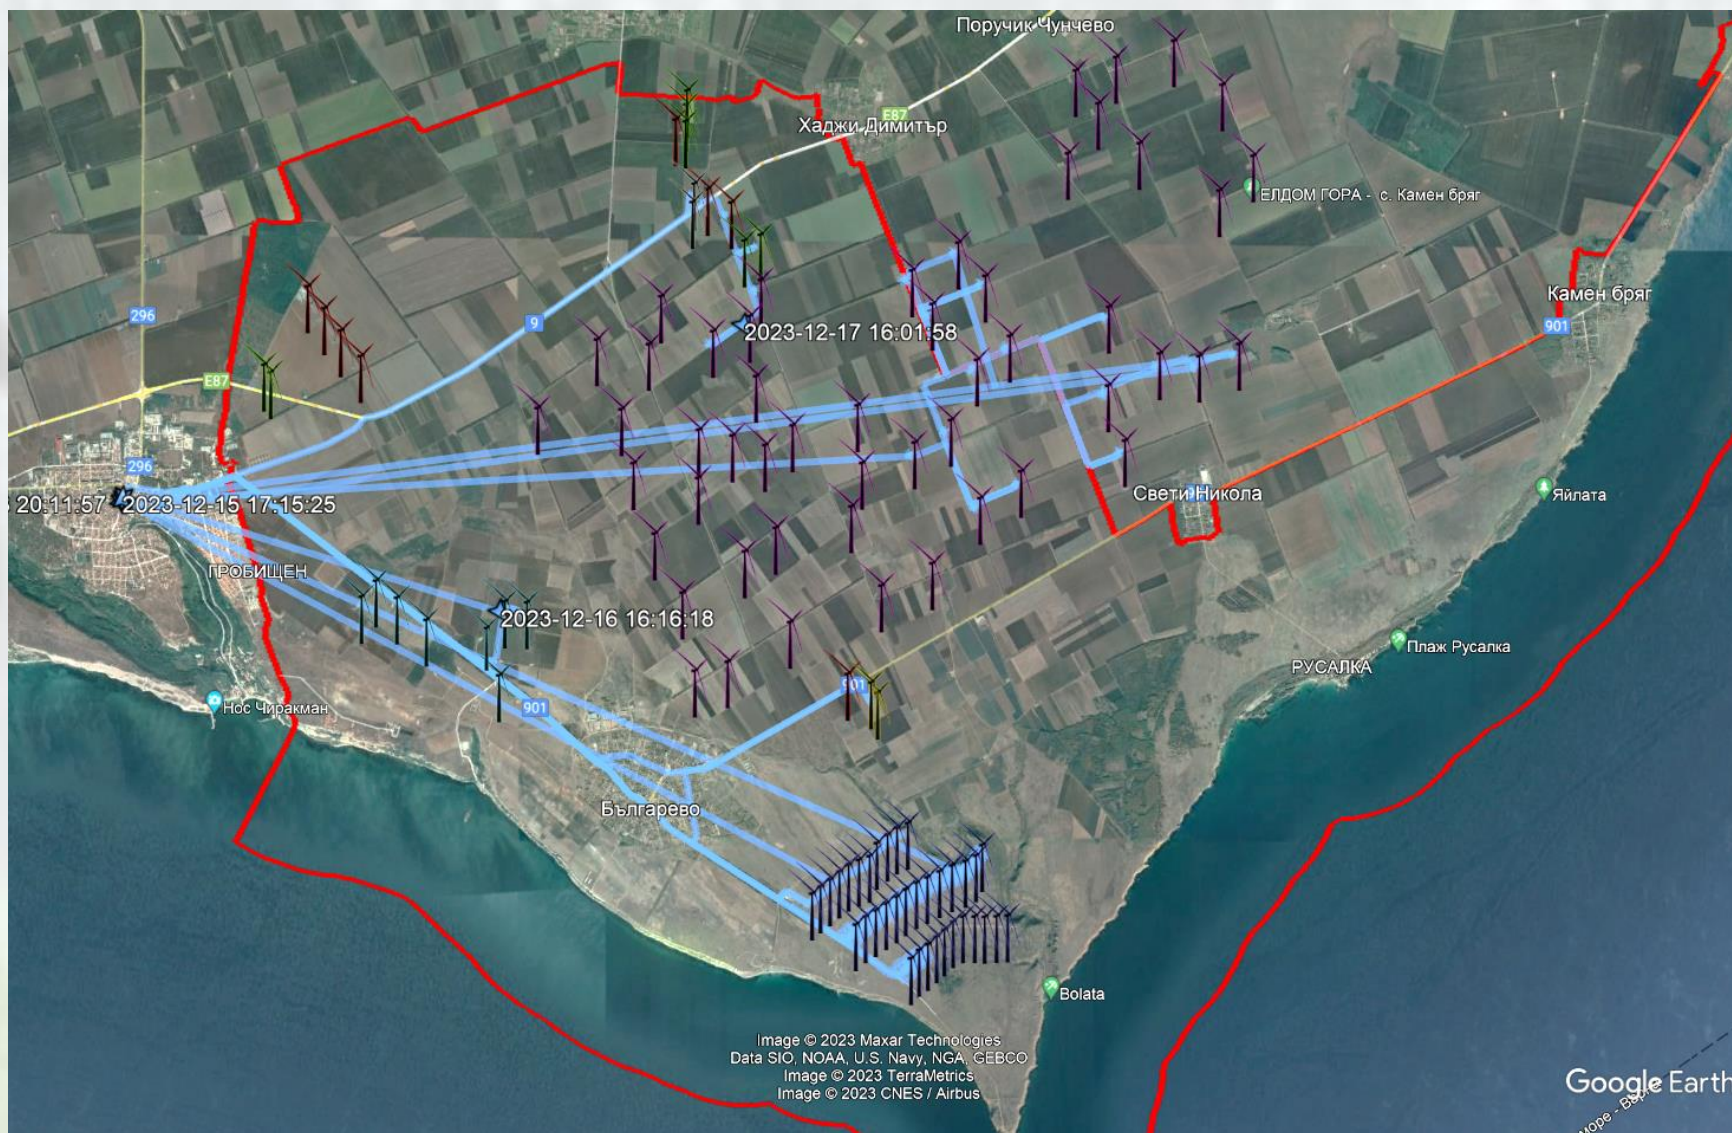 Поручик Чунчево
E87
Хаджи Димитър
ЕЛДОМ ГОРА - с. Камен бряг
Камен бряг
296
9
2023-12-17 16:01:58
901
E87
296
20:11:57
2023-12-15 17:15:25
Свети Никола
Яйлата
ГРОБИЩЕН
2023-12-16 16:16:18
Плаж Русалка
РУСАЛКА
901
Нос Чиракман
901
Българево
Bolata
Image © 2023 Maxar Technologies
Data SIO, NOAA, U.S. Navy, NGA, GEBCO
Image © 2023 TerraMetrics
Image © 2023 CNES / Airbus
Google Earth